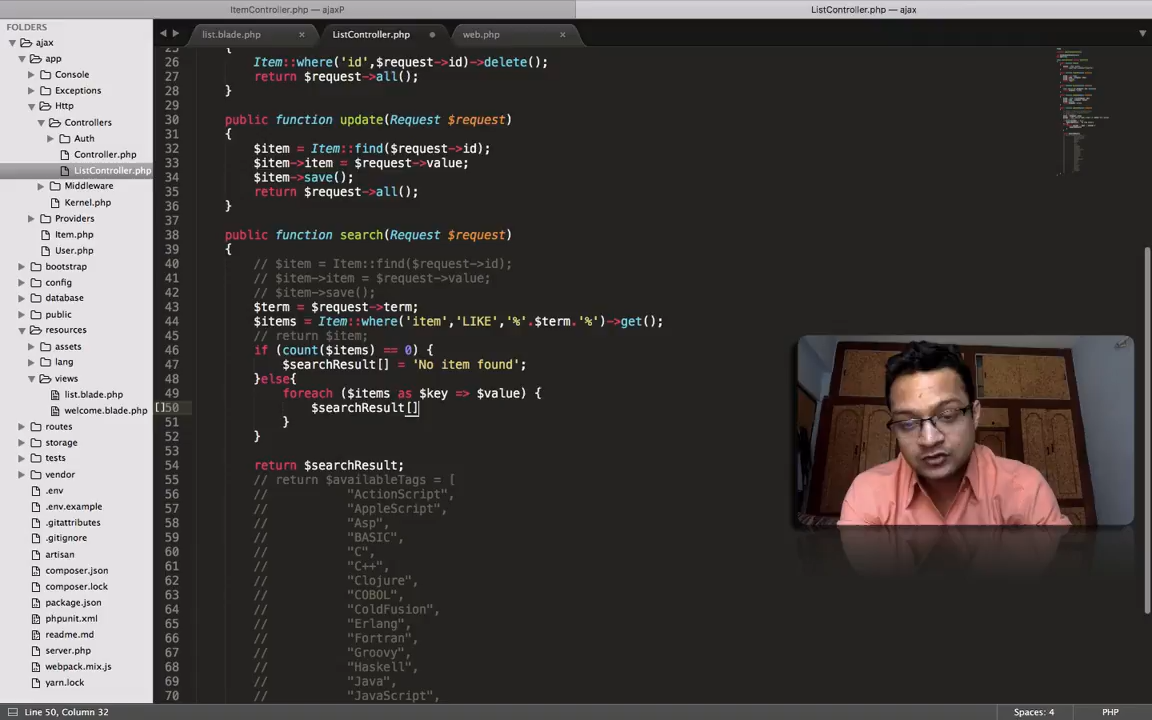 ItemController.php — ajaxP
ListController.php — ajax
FOLDERS
ajax
app
Console
Exceptions
Http
Controllers
Auth
Controller.php
ListController.php
Middleware
Kernel.php
Providers
Item.php
User.php
bootstrap
config
database
public
resources
assets
lang
views
list.blade.php
welcome.blade.php
routes
storage
tests
vendor
.env
.env.example
.gitattributes
.gitignore
artisan
composer.json
composer.lock
package.json
phpunit.xml
readme.md
server.php
webpack.mix.js
yarn.lock
list.blade.php
ListController.php
web.php
25 {
26 Item::where('id',$request->id)->delete();
27 return $request->all();
28 }
29
30 public function update(Request $request)
31 {
32 $item = Item::find($request->id);
33 $item->item = $request->value;
34 $item->save();
35 return $request->all();
36 }
37
38 public function search(Request $request)
39 {
40 // $item = Item::find($request->id);
41 // $item->item = $request->value;
42 // $item->save();
43 $term = $request->term;
44 $items = Item::where('item','LIKE','%'.$term.'%')->get();
45 // return $item;
46 if (count($items) == 0) {
47 $searchResult[] = 'No item found';
48 }else{
49 foreach ($items as $key => $value) {
[]50 $searchResult[]
51 }
52 }
53
54 return $searchResult;
55 // return $availableTags = [
56 // "ActionScript",
57 // "AppleScript",
58 // "Asp",
59 // "BASIC",
60 // "C",
61 // "C++",
62 // "Clojure",
63 // "COBOL",
64 // "ColdFusion",
65 // "Erlang",
66 // "Fortran",
67 // "Groovy",
68 // "Haskell",
69 // "Java",
70 // "JavaScript",
Line 50, Column 32
Spaces: 4
PHP